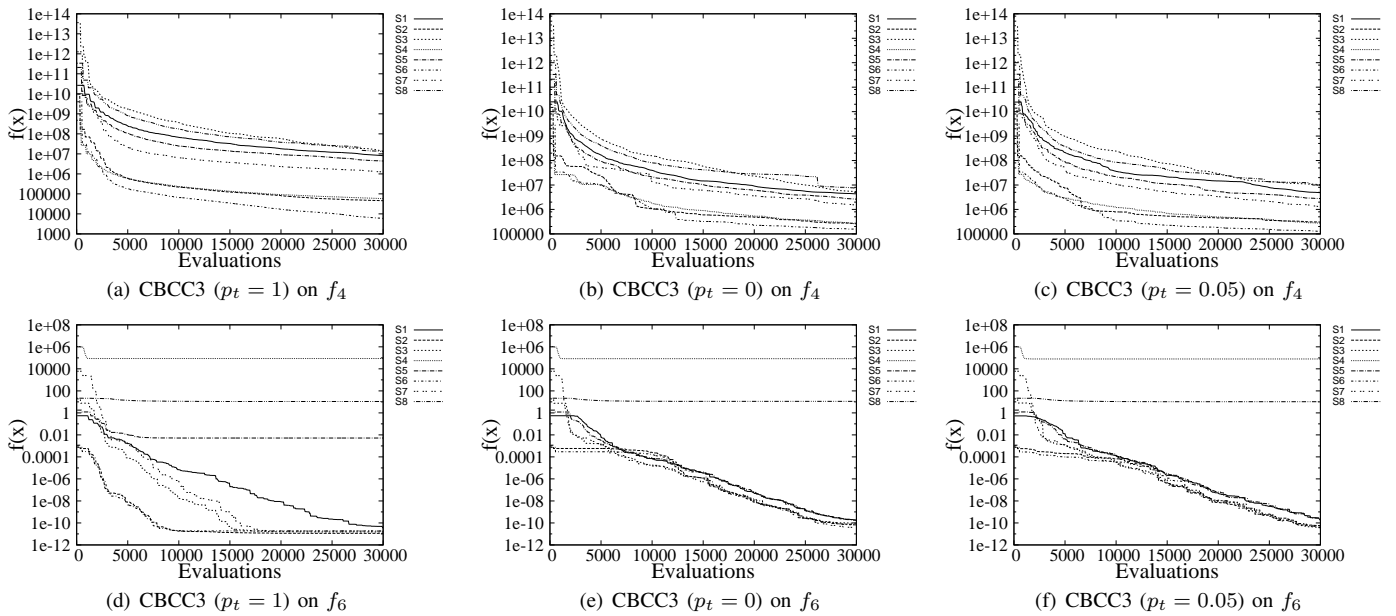 1e+14
1e+13
1e+12
1e+11
1e+10
1e+09
1e+08
1e+07
1e+06
100000
10000
1000
f(x)
0 5000 10000 15000 20000 25000 30000
Evaluations
S1
S2
S3
S4
S5
S6
S7
S8
(a) CBCC3 (p_t = 1) on f_4
1e+14
1e+13
1e+12
1e+11
1e+10
1e+09
1e+08
1e+07
1e+06
100000
f(x)
0 5000 10000 15000 20000 25000 30000
Evaluations
S1
S2
S3
S4
S5
S6
S7
S8
(b) CBCC3 (p_t = 0) on f_4
1e+14
1e+13
1e+12
1e+11
1e+10
1e+09
1e+08
1e+07
1e+06
100000
f(x)
0 5000 10000 15000 20000 25000 30000
Evaluations
S1
S2
S3
S4
S5
S6
S7
S8
(c) CBCC3 (p_t = 0.05) on f_4
1e+08
1e+06
10000
100
1
0.01
0.0001
1e-06
1e-08
1e-10
1e-12
f(x)
0 5000 10000 15000 20000 25000 30000
Evaluations
S1
S2
S3
S4
S5
S6
S7
S8
(d) CBCC3 (p_t = 1) on f_6
1e+08
1e+06
10000
100
1
0.01
0.0001
1e-06
1e-08
1e-10
1e-12
f(x)
0 5000 10000 15000 20000 25000 30000
Evaluations
S1
S2
S3
S4
S5
S6
S7
S8
(e) CBCC3 (p_t = 0) on f_6
1e+08
1e+06
10000
100
1
0.01
0.0001
1e-06
1e-08
1e-10
1e-12
f(x)
0 5000 10000 15000 20000 25000 30000
Evaluations
S1
S2
S3
S4
S5
S6
S7
S8
(f) CBCC3 (p_t = 0.05) on f_6